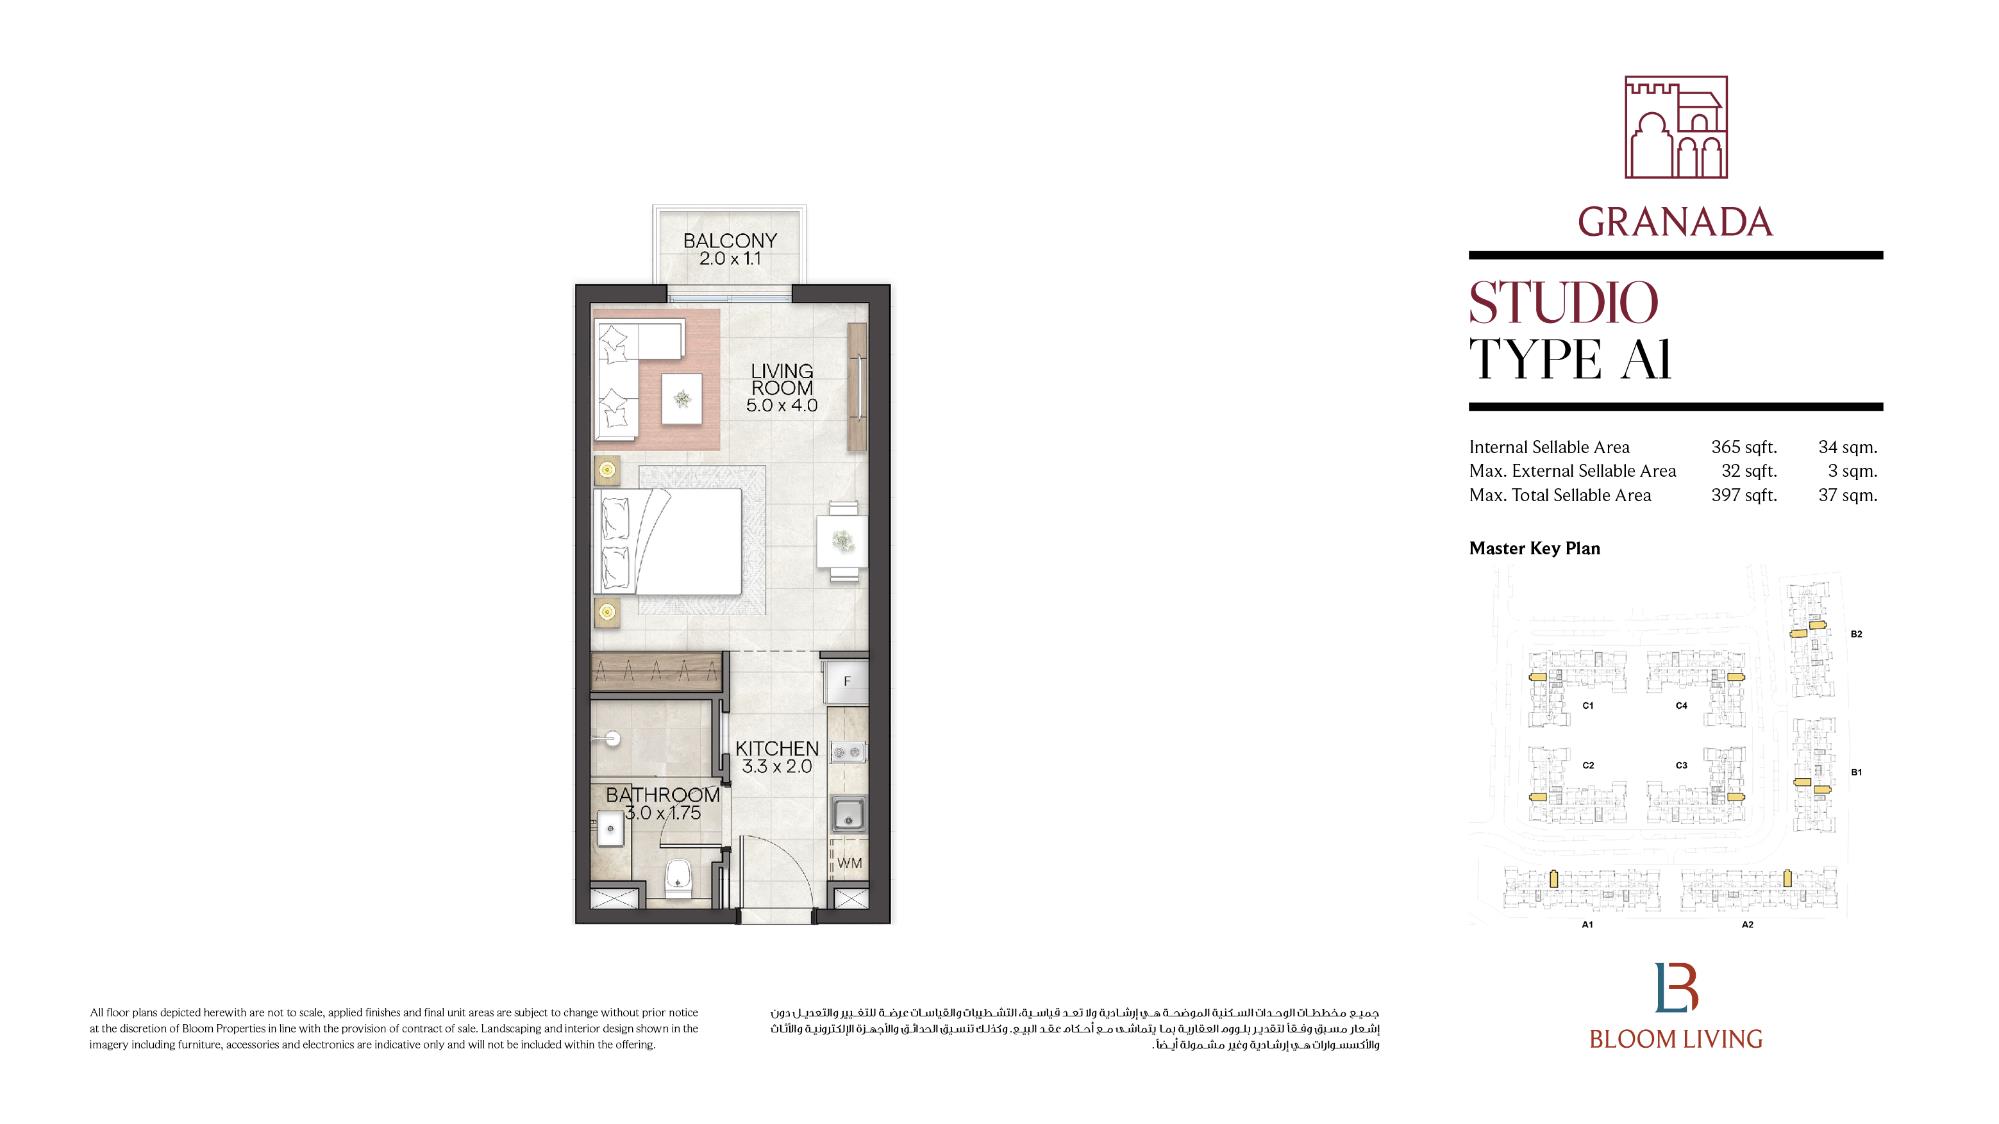 GRANADA
STUDIO
TYPE A1
Internal Sellable Area 365 sqft. 34 sqm.
Max. External Sellable Area 32 sqft. 3 sqm.
Max. Total Sellable Area 397 sqft. 37 sqm.
Master Key Plan
B2
C1 C4
C2 C3
B1
A1 A2
BLOOM LIVING
BALCONY
2.0 x 1.1
LIVING
ROOM
5.0 x 4.0
F
KITCHEN
3.3 x 2.0
BATHROOM
3.0 x 1.75
WM
All floor plans depicted herewith are not to scale, applied finishes and final unit areas are subject to change without prior notice
at the discretion of Bloom Properties in line with the provision of contract of sale. Landscaping and interior design shown in the
imagery including furniture, accessories and electronics are indicative only and will not be included within the offering.
جميع مخططات الوحدات السكنية الموضحة هي إرشادية ولا تعد قياسية، التشطيبات والقياسات عرضة للتغيير والتعديل دون
إشعار مسبق وفقاً لتقدير بلووم العقارية بما يتماشى مع أحكام عقد البيع. وكذلك تنسيق الحدائق والأجهزة الإلكترونية والأثاث
والأكسسوارات هي إرشادية وغير مشمولة أيضاً.